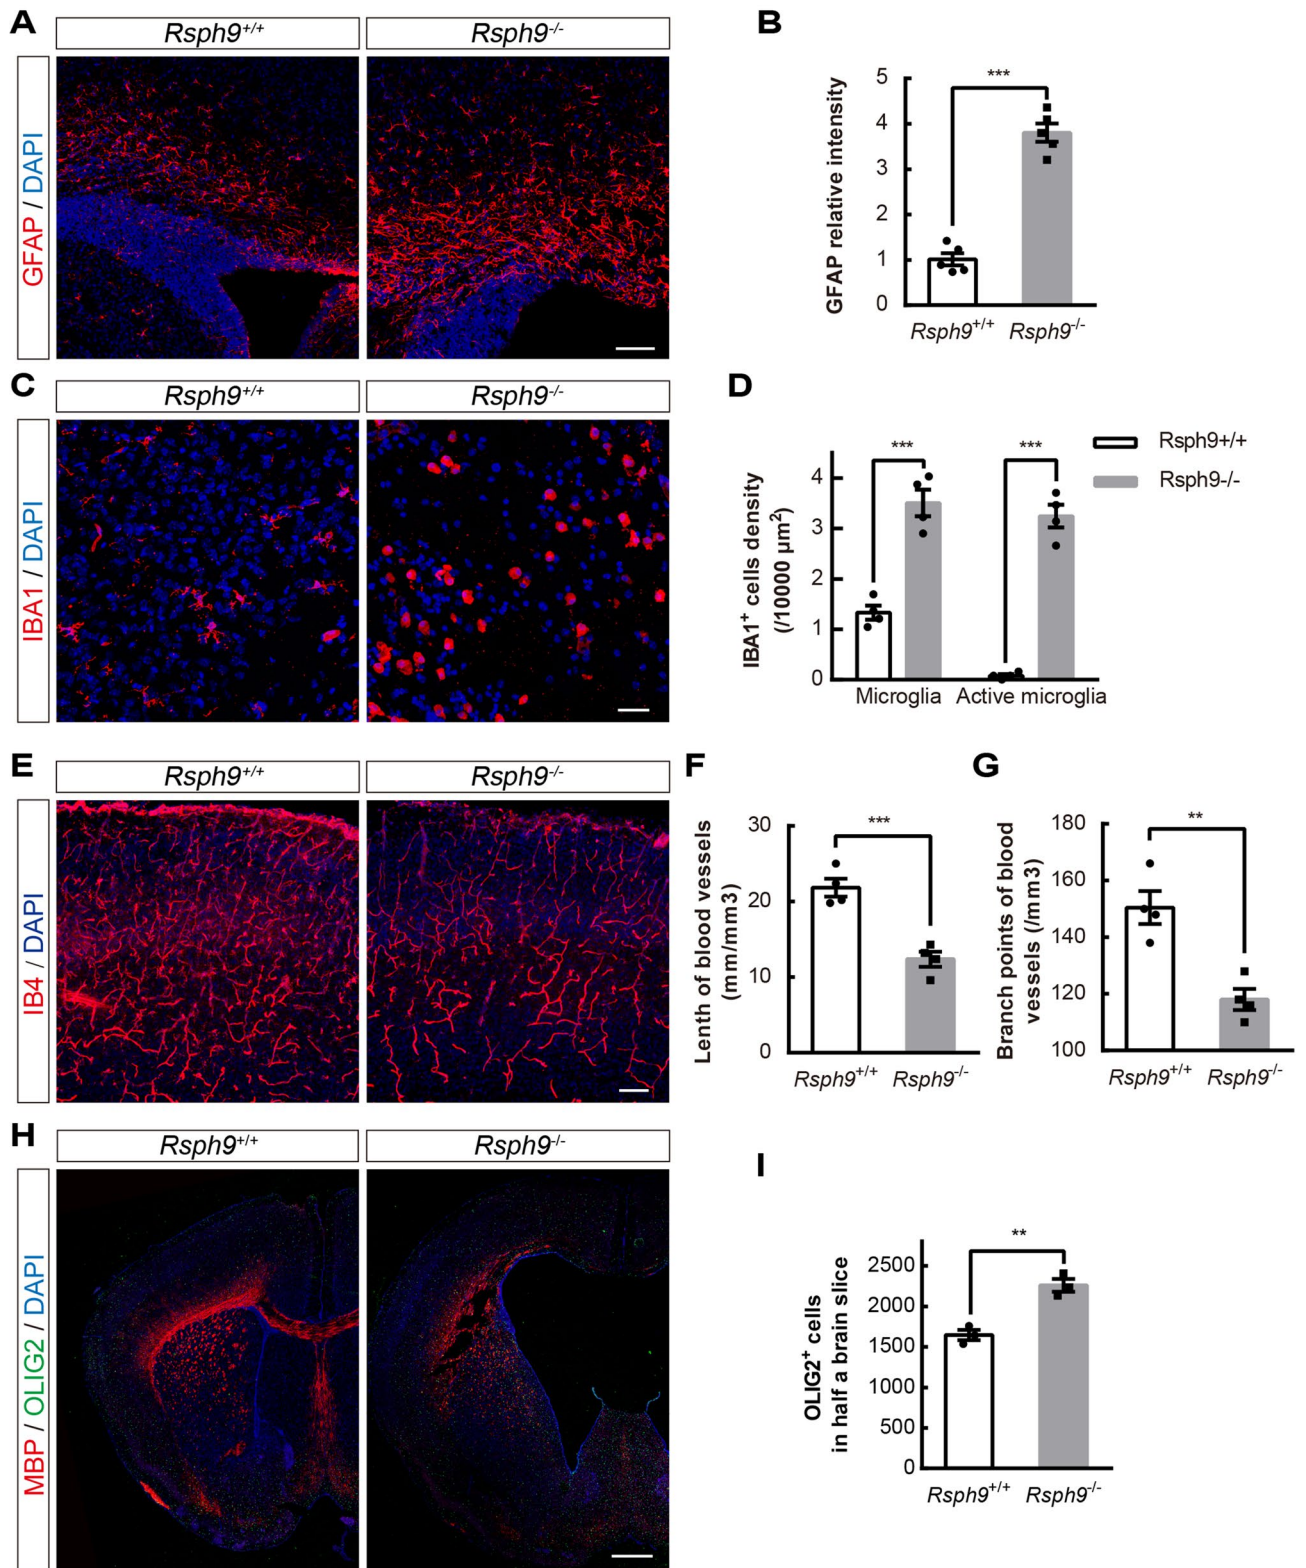 A
Rsph9+/+
Rsph9-/-
GFAP / DAPI
B
GFAP relative intensity
5
4
3
2
1
0
***
Rsph9+/+
Rsph9-/-
C
Rsph9+/+
Rsph9-/-
IBA1 / DAPI
D
IBA1+ cells density
(/10000 µm2)
4
3
2
1
0
***
***
Microglia
Active microglia
Rsph9+/+
Rsph9-/-
E
Rsph9+/+
Rsph9-/-
IB4 / DAPI
F
Lenth of blood vessels
(mm/mm3)
30
20
10
0
***
Rsph9+/+
Rsph9-/-
G
Branch points of blood
vessels (/mm3)
180
160
140
120
100
**
Rsph9+/+
Rsph9-/-
H
Rsph9+/+
Rsph9-/-
MBP / OLIG2 / DAPI
I
OLIG2+ cells
in half a brain slice
2500
2000
1500
1000
500
0
**
Rsph9+/+
Rsph9-/-